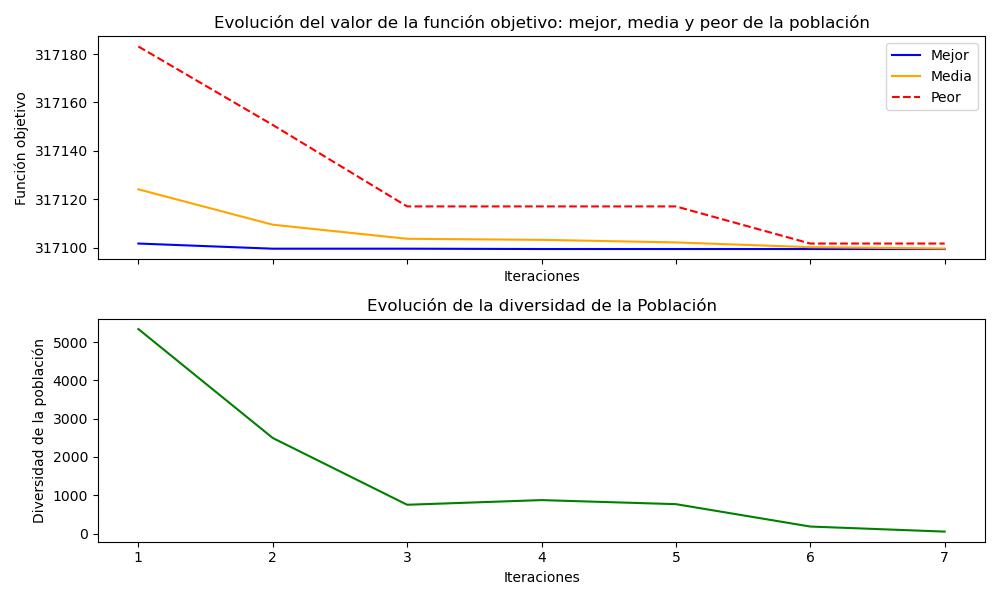 Evolución del valor de la función objetivo: mejor, media y peor de la población
Función objetivo
317180
317160
317140
317120
317100
Mejor
Media
Peor
Iteraciones
Evolución de la diversidad de la Población
Diversidad de la población
5000
4000
3000
2000
1000
0
1 2 3 4 5 6 7
Iteraciones